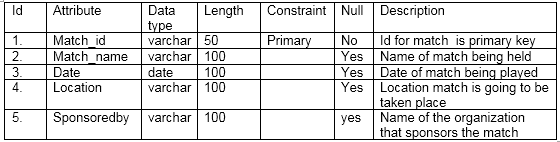 Id Attribute Data type Length Constraint Null Description
1. Match_id varchar 50 Primary No Id for match is primary key
2. Match_name varchar 100 Yes Name of match being held
3. Date date 100 Yes Date of match being played
4. Location varchar 100 Yes Location match is going to be taken place
5. Sponsoredby varchar 100 yes Name of the organization that sponsors the match